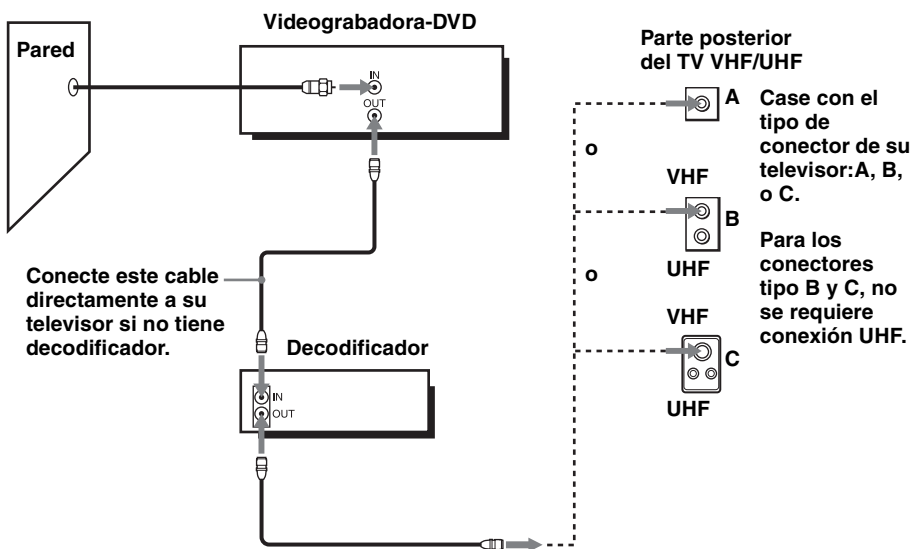 Videograbadora-DVD
Pared
IN
OUT
Parte posterior
del TV VHF/UHF
A
Case con el
tipo de
conector de su
televisor:A, B,
o C.
o
VHF
B
UHF
Para los
conectores
tipo B y C, no
se requiere
conexión UHF.
o
VHF
C
UHF
Conecte este cable
directamente a su
televisor si no tiene
decodificador.
Decodificador
IN
OUT